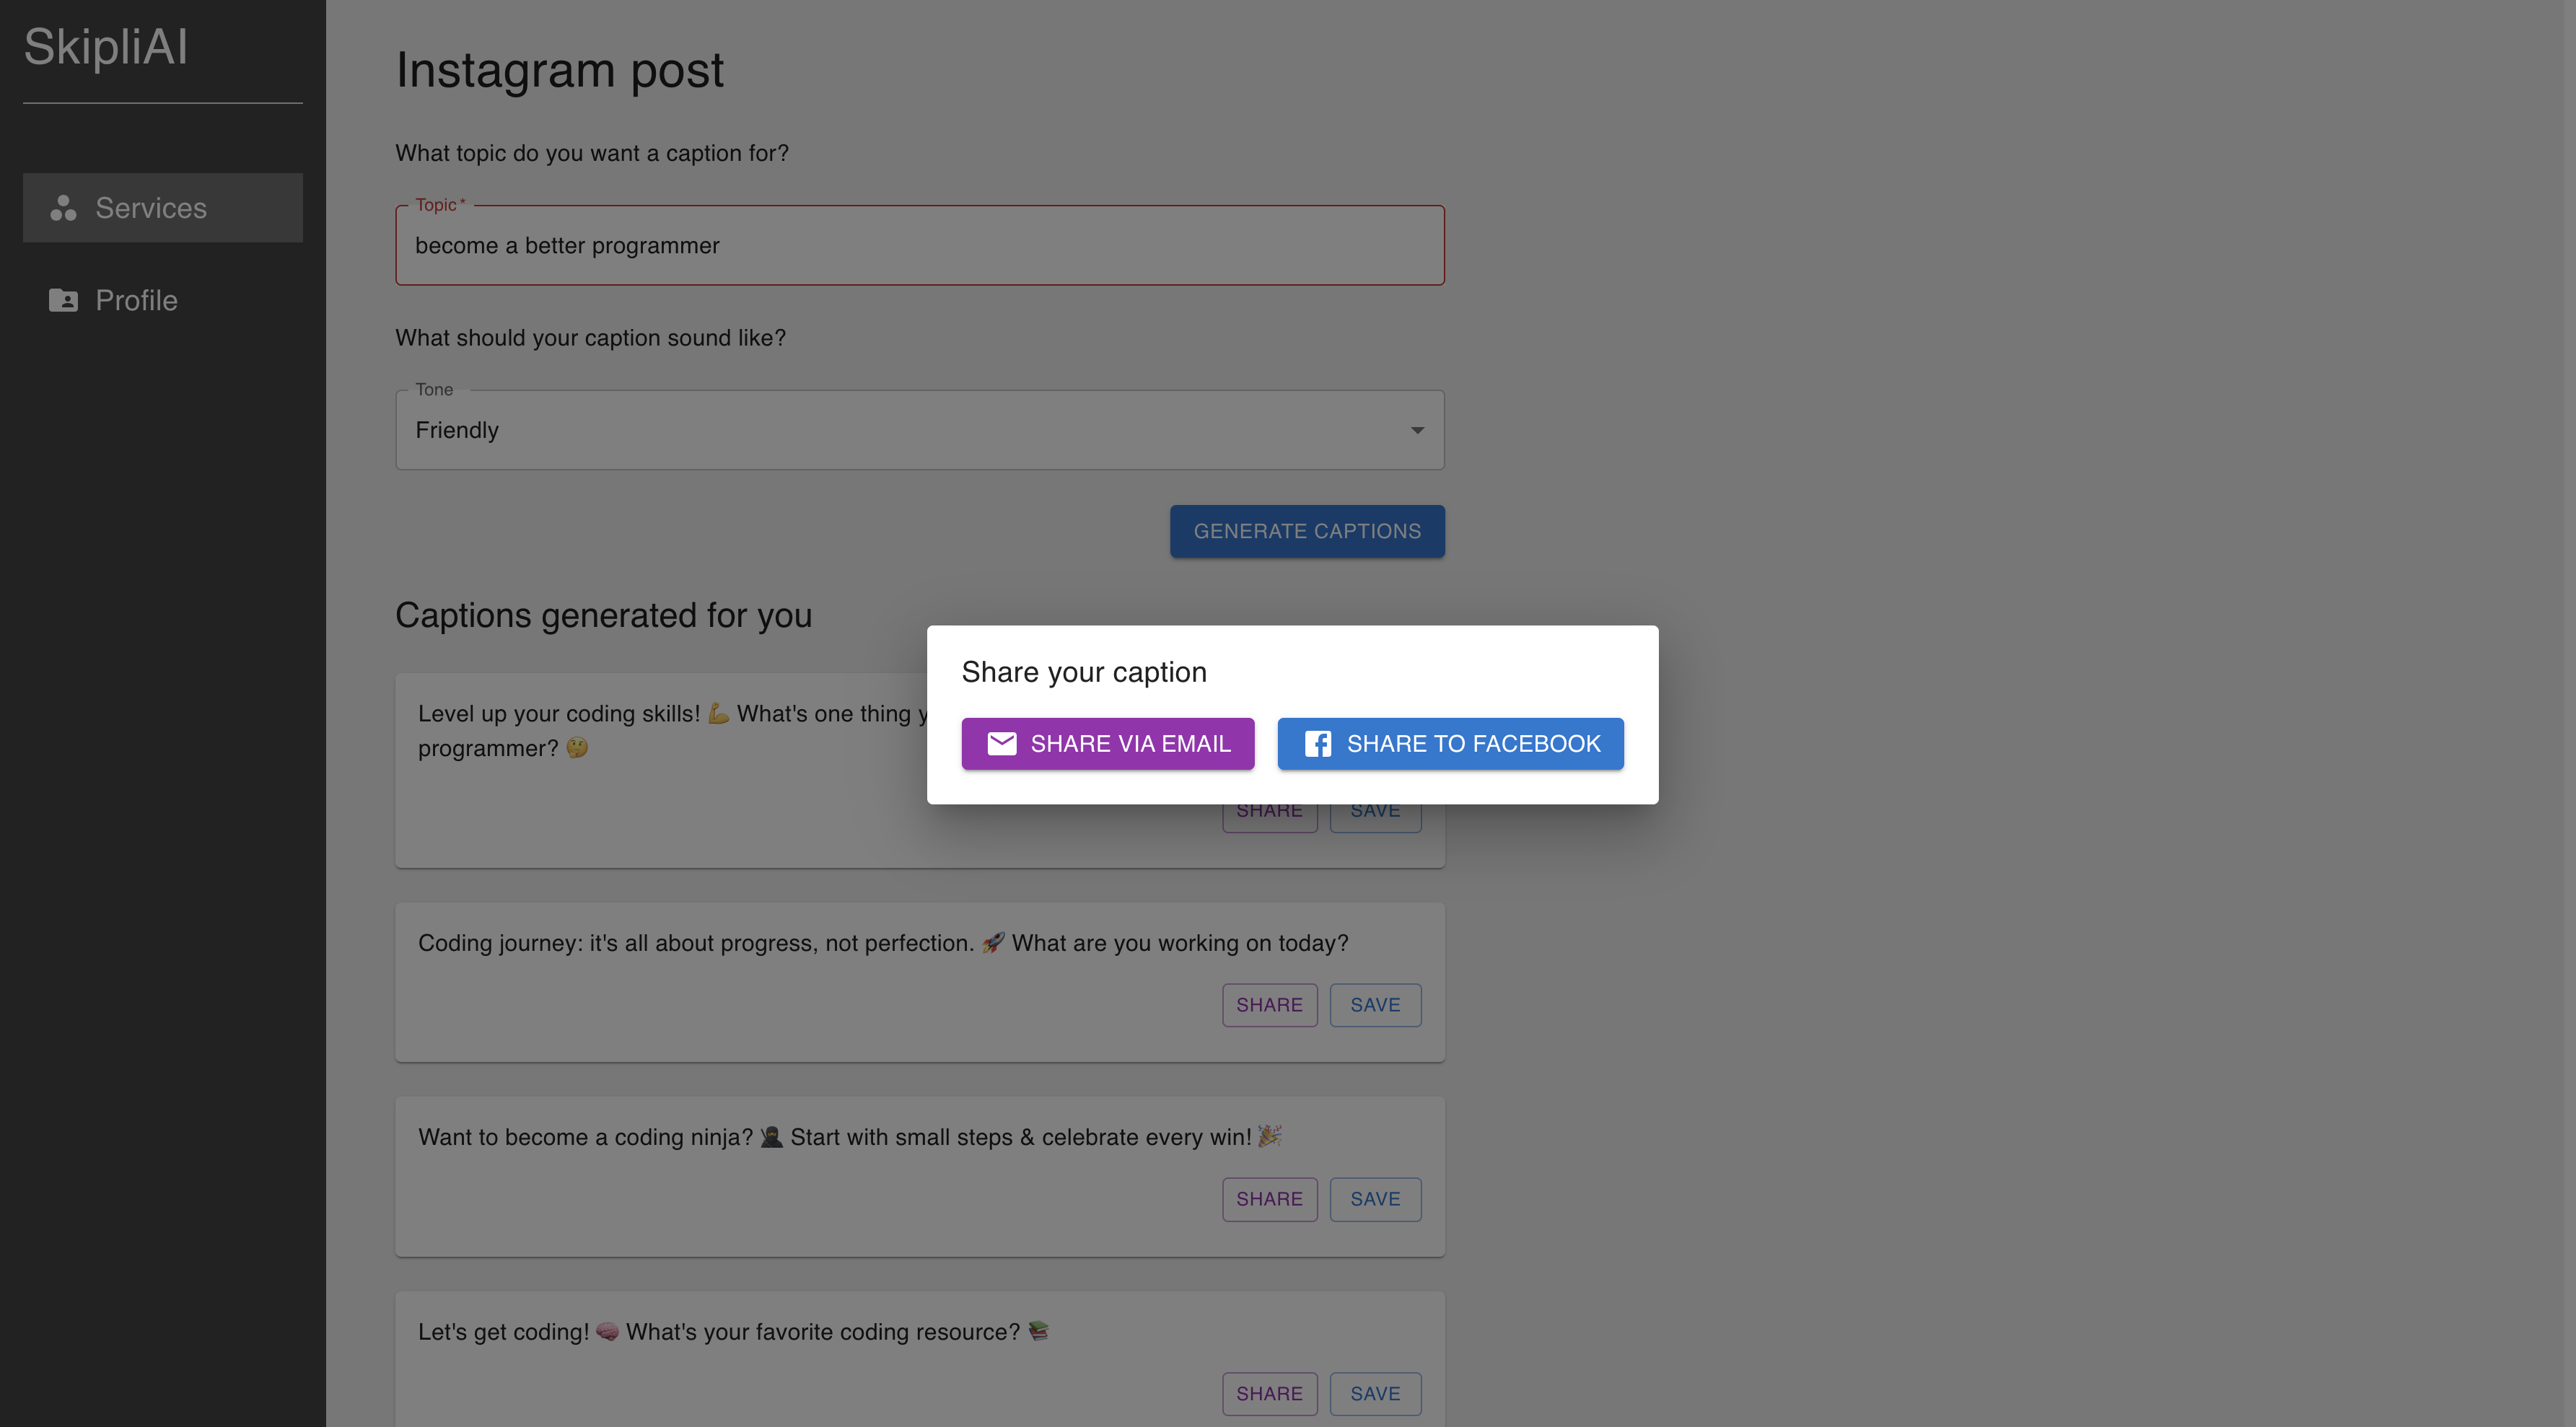 SkipliAI
Services
Profile
Instagram post
What topic do you want a caption for?
Topic *
become a better programmer
What should your caption sound like?
Tone
Friendly
GENERATE CAPTIONS
Captions generated for you
Level up your coding skills! 💪 What's one thing
programmer? 🤔
SHARE
SAVE
Share your caption
SHARE VIA EMAIL
SHARE TO FACEBOOK
Coding journey: it's all about progress, not perfection. 🚀 What are you working on today?
SHARE
SAVE
Want to become a coding ninja? 🥷 Start with small steps & celebrate every win! 🎉
SHARE
SAVE
Let's get coding! 🧠 What's your favorite coding resource? 📚
SHARE
SAVE